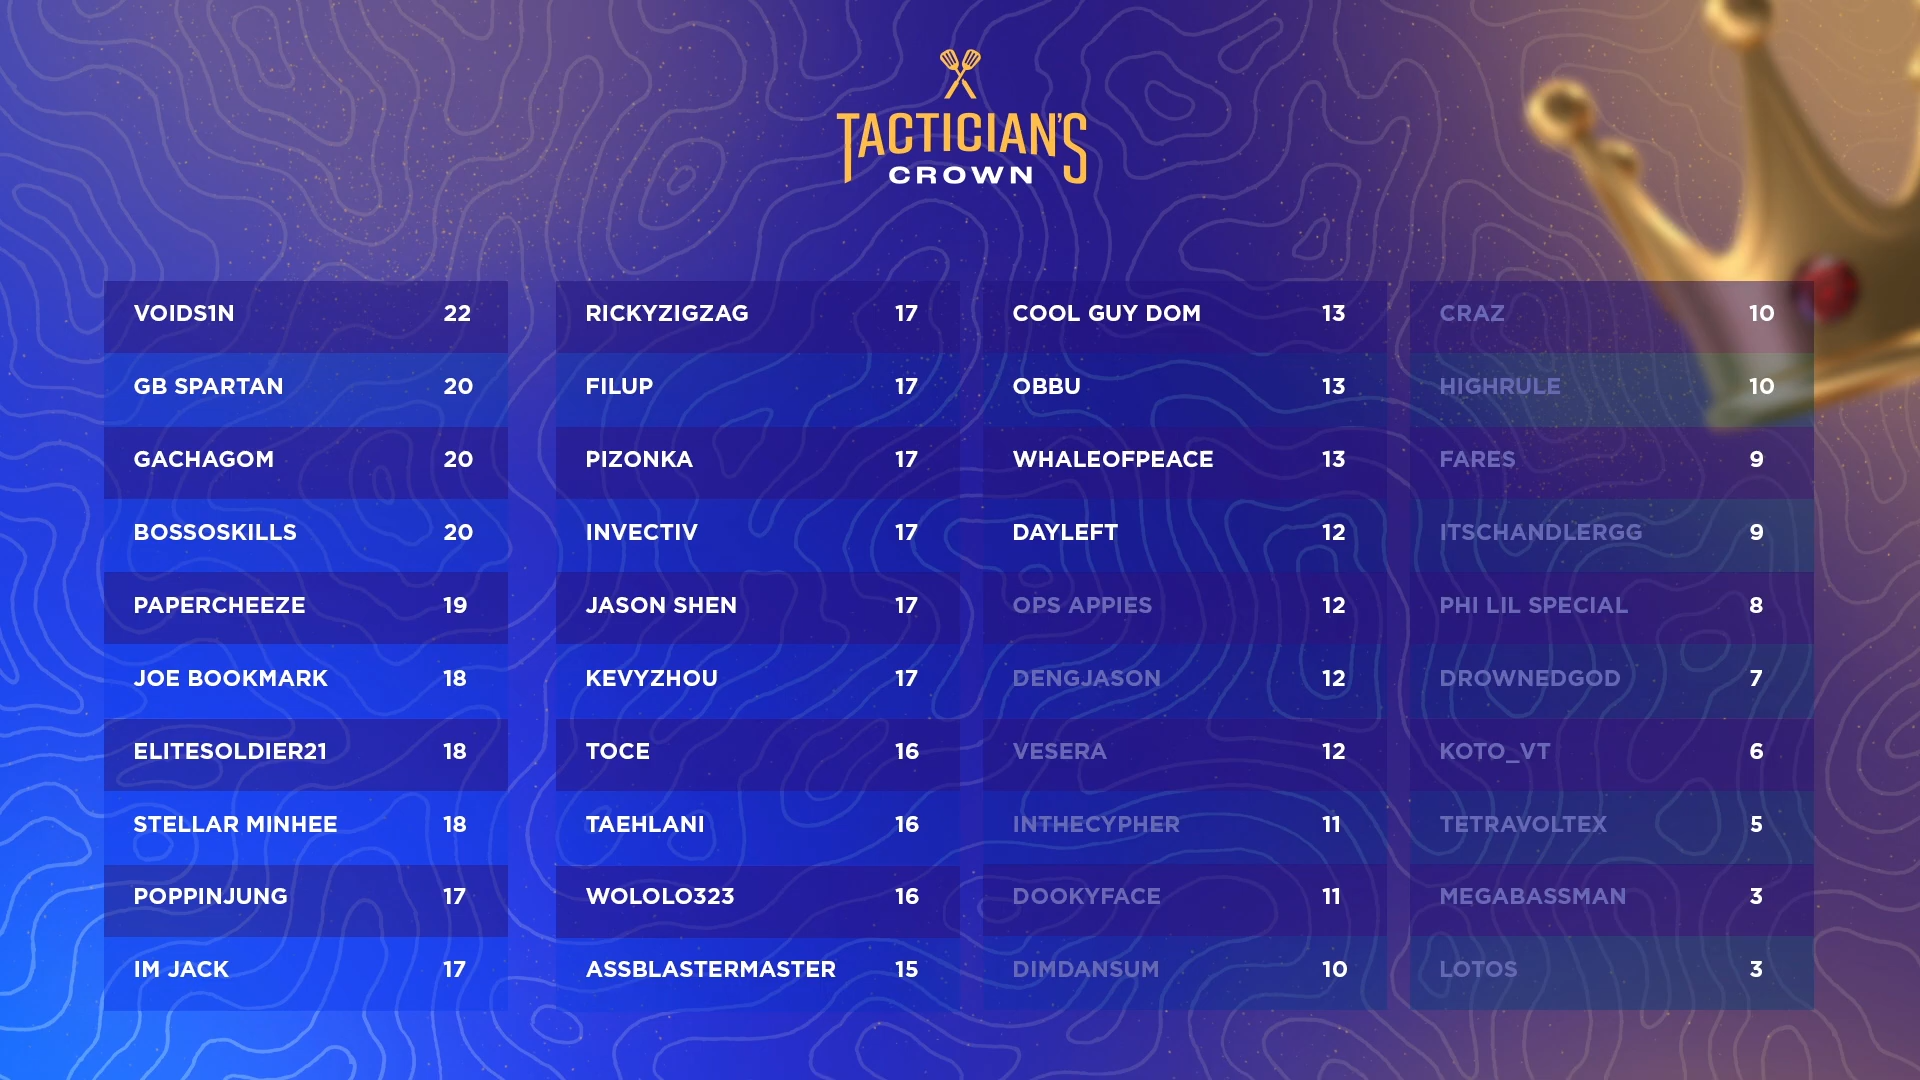 TACTICIAN'S
CROWN
VOIDS1N 22
GB SPARTAN 20
GACHAGOM 20
BOSSOSKILLS 20
PAPERCHEEZE 19
JOE BOOKMARK 18
ELITESOLDIER21 18
STELLAR MINHEE 18
POPPINJUNG 17
IM JACK 17
RICKYZIGZAG 17
FILUP 17
PIZONKA 17
INVECTIV 17
JASON SHEN 17
KEVYZHOU 17
TOCE 16
TAEHLANI 16
WOLOLO323 16
ASSBLASTERMASTER 15
COOL GUY DOM 13
OBBU 13
WHALEOFPEACE 13
DAYLEFT 12
OPS APPIES 12
DENGJASON 12
VESERA 12
INTHECYPHER 11
DOOKYFACE 11
DIMDANSUM 10
CRAZ 10
HIGHRULE 10
FARES 9
ITSCHANDLERGG 9
PHI LIL SPECIAL 8
DROWNEDGOD 7
KOTO_VT 6
TETRAVOLTEX 5
MEGABASSMAN 3
LOTOS 3